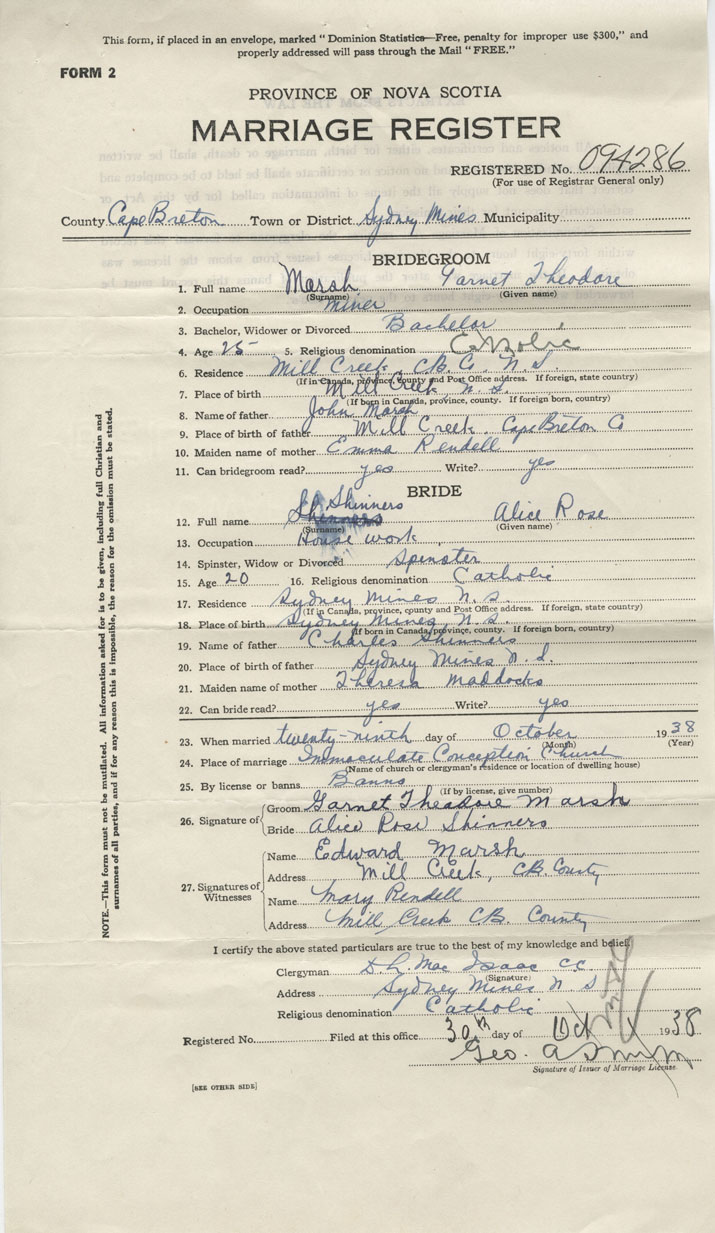 This form, if placed in an envelope, marked "Dominion Statistics—Free, penalty for improper use $300," and
properly addressed will pass through the Mail "FREE."
FORM 2
PROVINCE OF NOVA SCOTIA
MARRIAGE REGISTER
REGISTERED No. 094286
(For use of Registrar General only)
County Cape Breton Town or District Sydney Mines Municipality
BRIDEGROOM
1. Full name Marsh Garnet Theodore
(Surname) (Given name)
2. Occupation Miner
3. Bachelor, Widower or Divorced Bachelor
4. Age 25 5. Religious denomination
6. Residence Mill Creek C.B. Co. N.S.
(If in Canada, province, county and Post Office address. If foreign, state country)
7. Place of birth Mill Creek N.S.
(If born in Canada, province, county. If foreign born, country)
8. Name of father John Marsh
9. Place of birth of father Mill Creek. Cape Breton Co
10. Maiden name of mother Emma Rendell
11. Can bridegroom read? yes Write? yes
BRIDE
Shinners
12. Full name Shinners Alice Rose
(Surname) (Given name)
13. Occupation House work
14. Spinster, Widow or Divorced Spinster
15. Age 20 16. Religious denomination Catholic
17. Residence Sydney Mines N.S.
(If in Canada, province, county and Post Office address. If foreign, state country)
18. Place of birth Sydney Mines, N.S.
(If born in Canada, province, county. If foreign born, country)
19. Name of father Charles Shinners
20. Place of birth of father Sydney Mines N.S.
21. Maiden name of mother Theresa Maddocks
22. Can bride read? yes Write? yes
23. When married twenty-ninth day of October 1938
(Month) (Year)
24. Place of marriage Immaculate Conception Church
(Name of church or clergyman's residence or location of dwelling house)
25. By license or banns Banns
(If by license, give number)
26. Signature of Groom Garnet Theodore Marsh
Bride Alice Rose Shinners
27. Signatures of Witnesses
Name Edward Marsh
Address Mill Creek, C.B. County
Name Mary Rendell
Address Mill Creek C.B. County
I certify the above stated particulars are true to the best of my knowledge and belief.
Clergyman D.L. Mac Isaac cc
(Signature)
Address Sydney Mines N S
Religious denomination Catholic
Registered No. Filed at this office 30th day of Oct 1938
Geo. A
Signature of Issuer of Marriage License
[SEE OTHER SIDE]
NOTE.—This form must not be mutilated. All information asked for is to be given, including full Christian and
surnames of all parties, and if for any reason this is impossible, the reason for the omission must be stated.